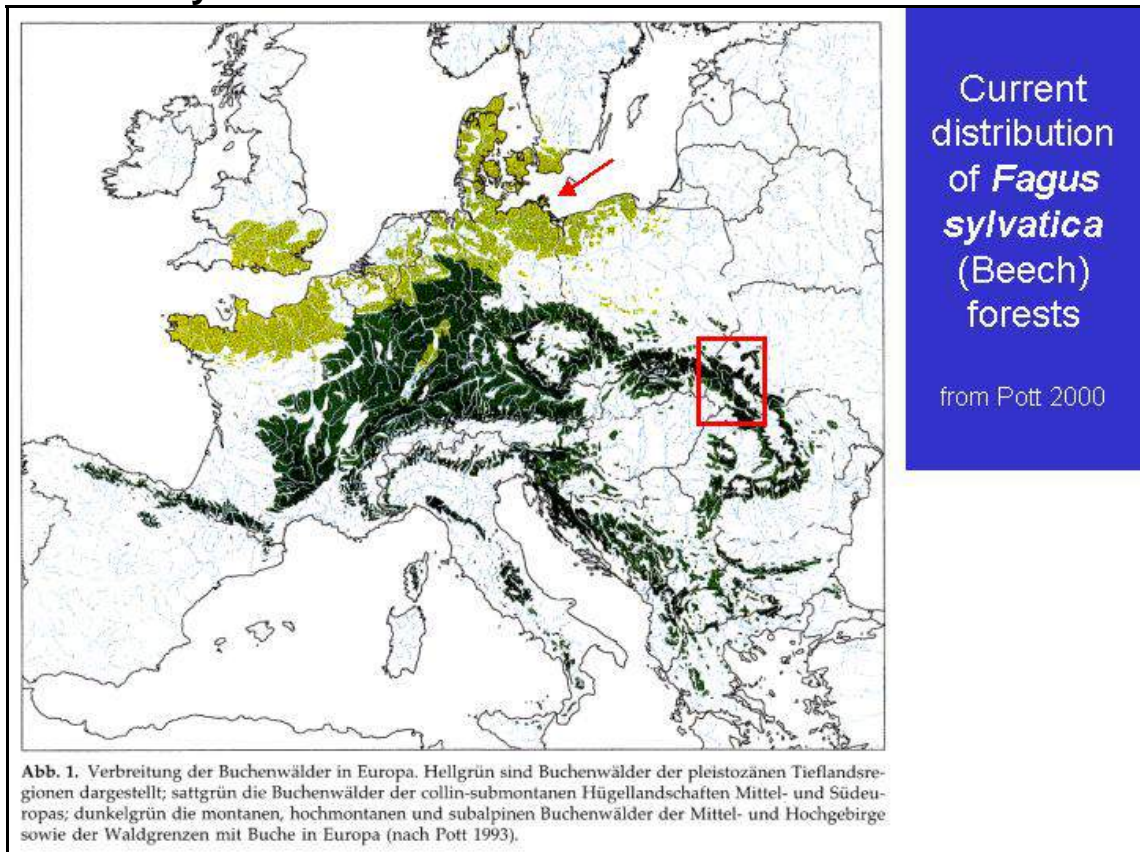 Current
distribution
of Fagus
sylvatica
(Beech)
forests
from Pott 2000
Abb. 1. Verbreitung der Buchenwälder in Europa. Hellgrün sind Buchenwälder der pleistozänen Tieflandsre-
gionen dargestellt; sattgrün die Buchenwälder der collin-submontanen Hügellandschaften Mittel- und Südeu-
ropas; dunkelgrün die montanen, hochmontanen und subalpinen Buchenwälder der Mittel- und Hochgebirge
sowie der Waldgrenzen mit Buche in Europa (nach Pott 1993).